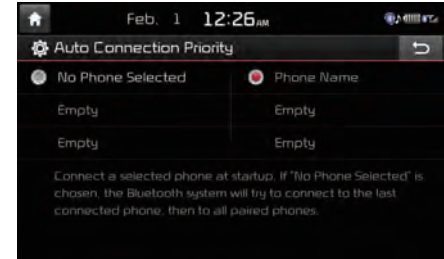 Feb. 1 12:26AM
Auto Connection Priority
No Phone Selected Phone Name
Empty Empty
Empty Empty
Connect a selected phone at startup. If "No Phone Selected" is
chosen, the Bluetooth system will try to connect to the last
connected phone, then to all paired phones.